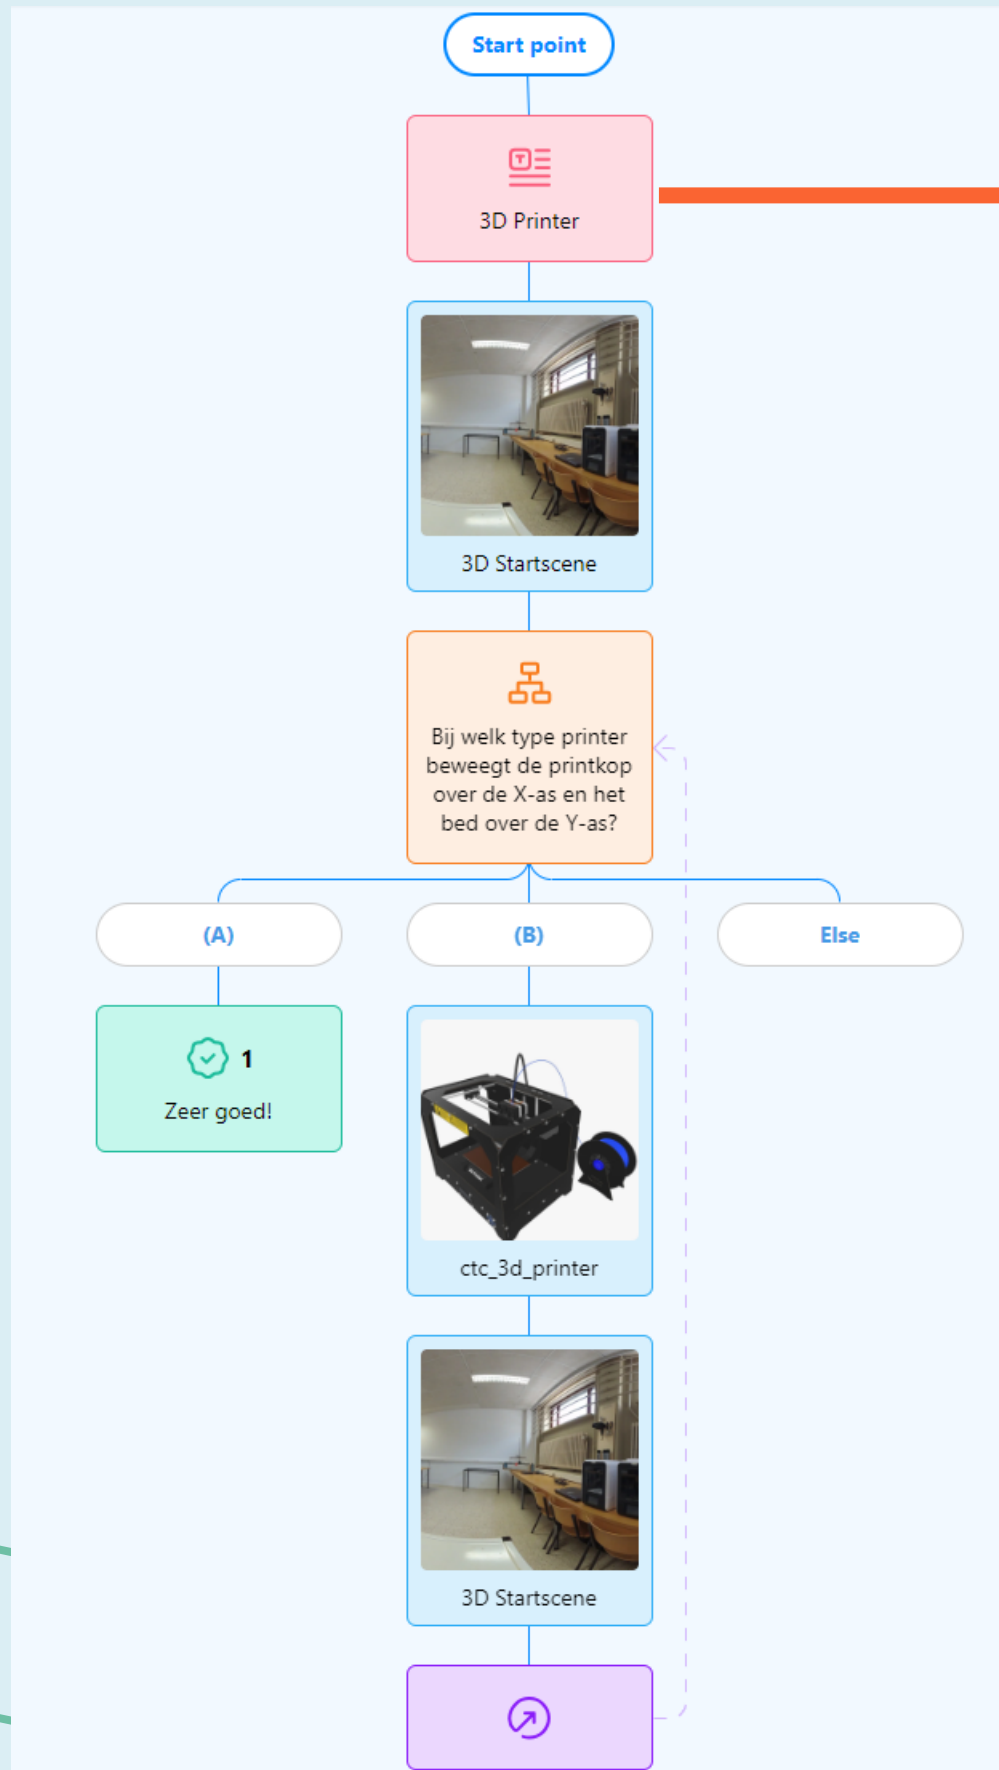 Start point
3D Printer
3D Startscene
Bij welk type printer
beweegt de printkop
over de X-as en het
bed over de Y-as?
(A)
(B)
Else
1
Zeer goed!
ctc_3d_printer
3D Startscene